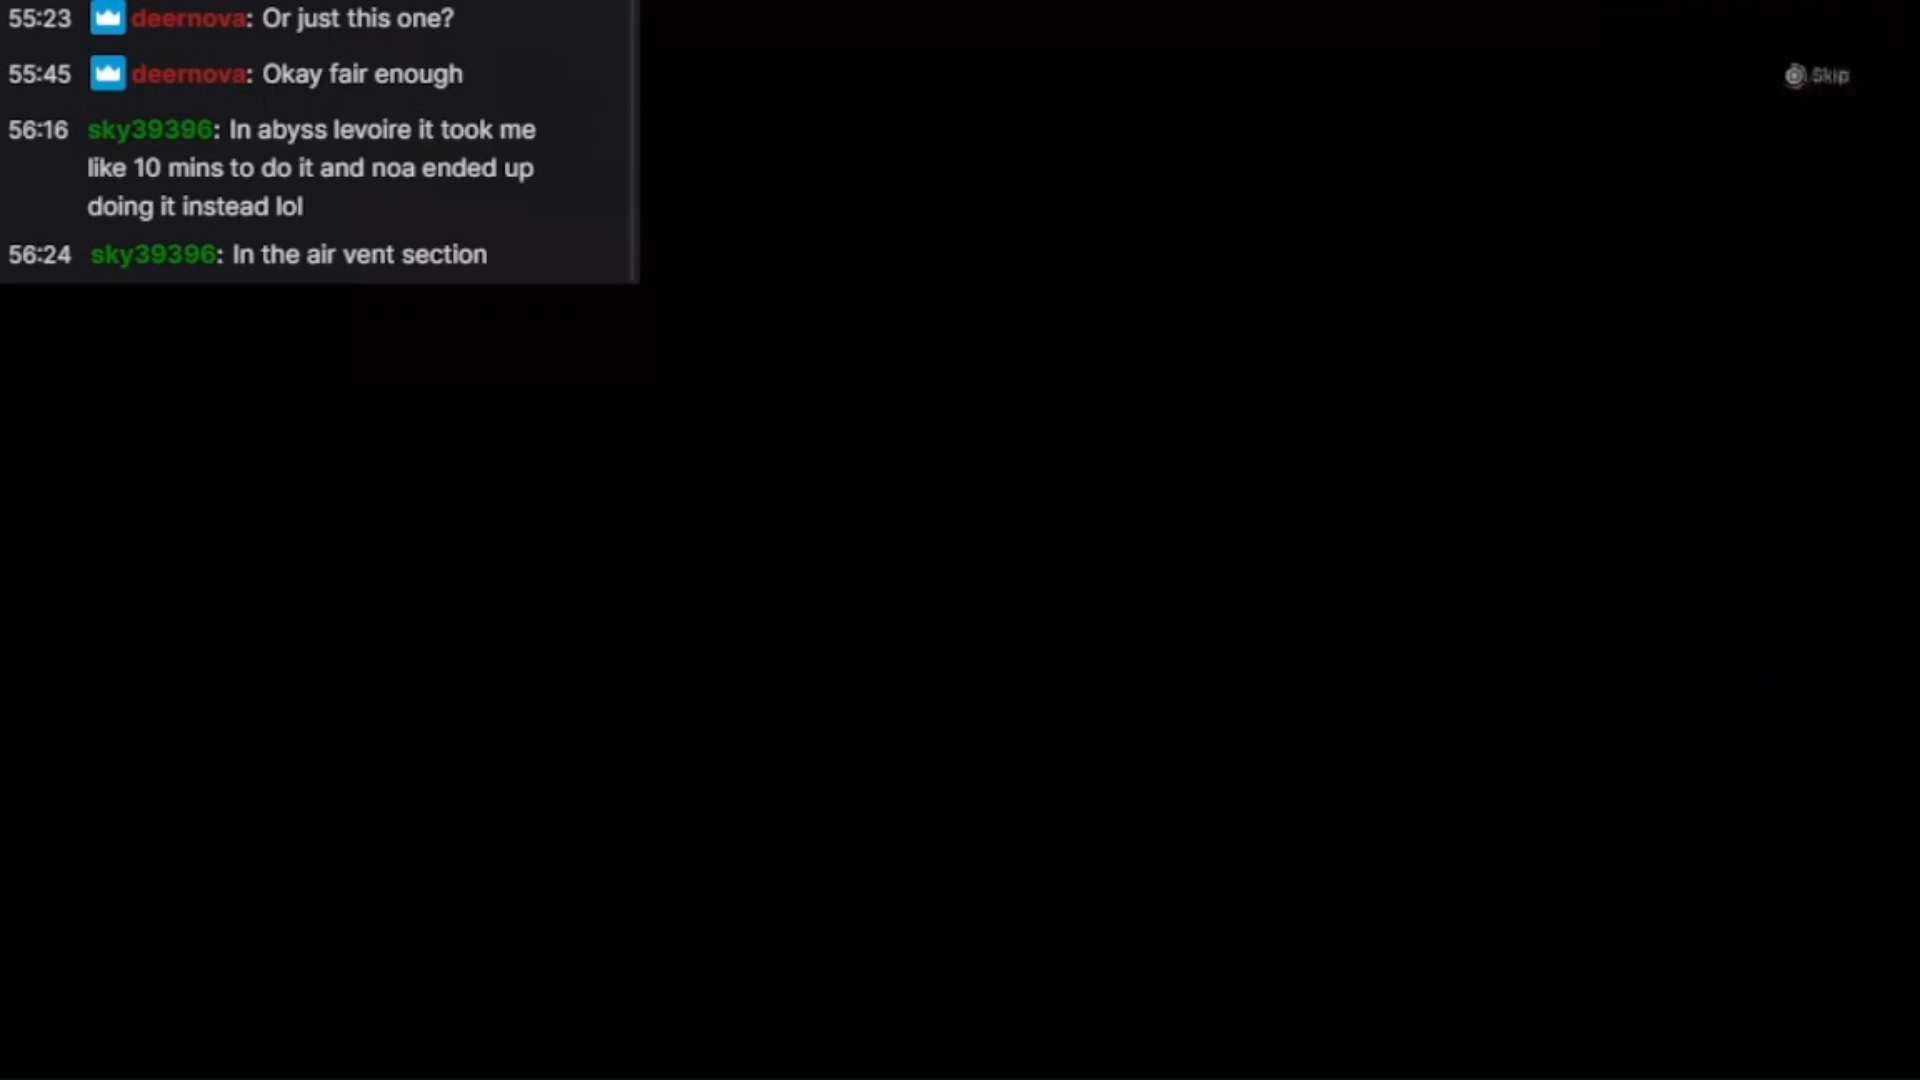 55:23 deernova: Or just this one?
55:45 deernova: Okay fair enough
56:16 sky39396: In abyss levoire it took me
like 10 mins to do it and noa ended up
doing it instead lol
56:24 sky39396: In the air vent section
Skip